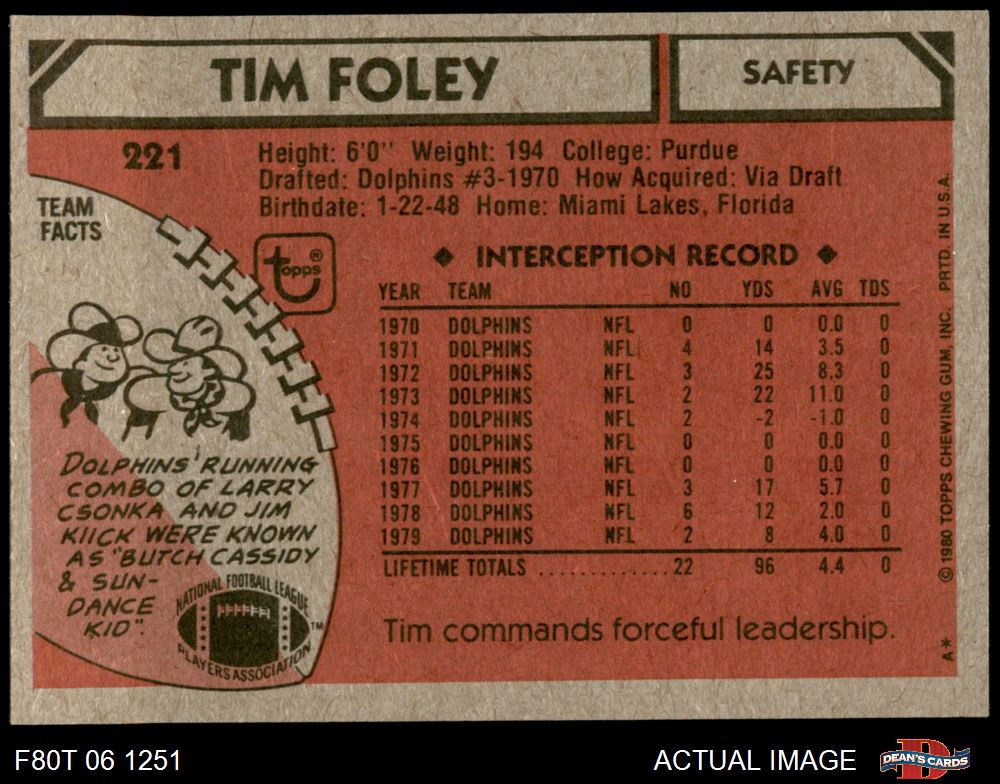 TIM FOLEY
SAFETY
221
Height: 6'0" Weight: 194 College: Purdue
Drafted: Dolphins #3-1970 How Acquired: Via Draft
Birthdate: 1-22-48 Home: Miami Lakes, Florida
TEAM
FACTS
topps®
◆ INTERCEPTION RECORD ◆
YEAR TEAM NO YDS AVG TDS
1970 DOLPHINS NFL 0 0 0.0 0
1971 DOLPHINS NFL 4 14 3.5 0
1972 DOLPHINS NFL 3 25 8.3 0
1973 DOLPHINS NFL 2 22 11.0 0
1974 DOLPHINS NFL 2 -2 -1.0 0
1975 DOLPHINS NFL 0 0 0.0 0
1976 DOLPHINS NFL 0 0 0.0 0
1977 DOLPHINS NFL 3 17 5.7 0
1978 DOLPHINS NFL 6 12 2.0 0
1979 DOLPHINS NFL 2 8 4.0 0
LIFETIME TOTALS ............ 22 96 4.4 0
Tim commands forceful leadership.
DOLPHINS' RUNNING
COMBO OF LARRY
CSONKA AND JIM
KIICK WERE KNOWN
AS "BUTCH CASSIDY
& SUN-
DANCE
KID".
NATIONAL FOOTBALL LEAGUE
PLAYERS ASSOCIATION
TM
A* © 1980 TOPPS CHEWING GUM, INC. PRTD. IN U.S.A.
F80T 06 1251
ACTUAL IMAGE
D
DEAN'S CARDS